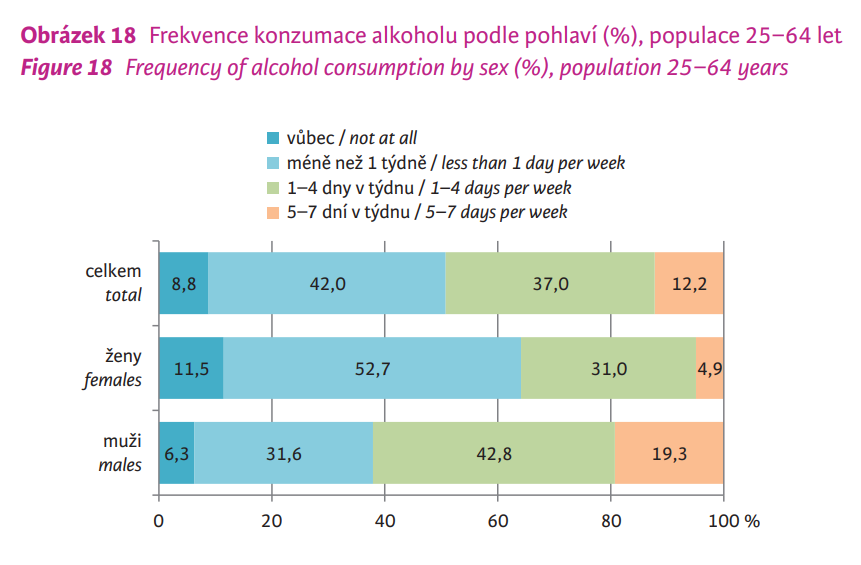 Obrázek 18 Frekvence konzumace alkoholu podle pohlaví (%), populace 25–64 let
Figure 18 Frequency of alcohol consumption by sex (%), population 25–64 years
vůbec / not at all
méně než 1 týdně / less than 1 day per week
1–4 dny v týdnu / 1–4 days per week
5–7 dní v týdnu / 5–7 days per week
celkem
total
8,8 42,0 37,0 12,2
ženy
females
11,5 52,7 31,0 4,9
muži
males
6,3 31,6 42,8 19,3
0 20 40 60 80 100 %